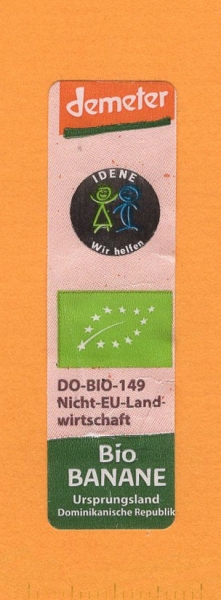 demeter
IDENE
Wir helfen
DO-BIO-149
Nicht-EU-Land-
wirtschaft
Bio
BANANE
Ursprungsland
Dominikanische Republik